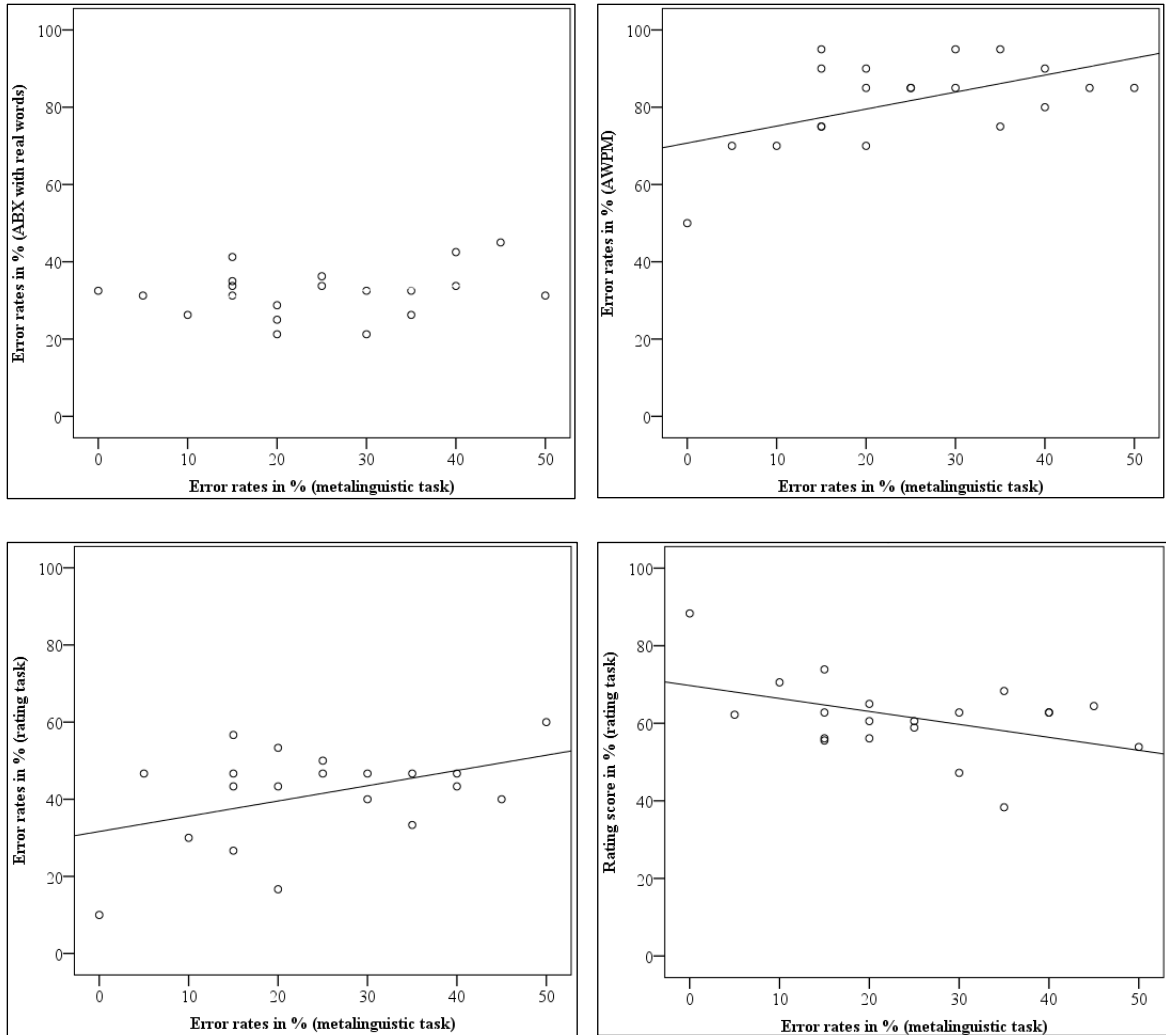 Error rates in % (ABX with real words)
100
80
60
40
20
0
0 10 20 30 40 50
Error rates in % (metalinguistic task)
Error rates in % (AWPM)
100
80
60
40
20
0
0 10 20 30 40 50
Error rates in % (metalinguistic task)
Error rates in % (rating task)
100
80
60
40
20
0
0 10 20 30 40 50
Error rates in % (metalinguistic task)
Rating score in % (rating task)
100
80
60
40
20
0
0 10 20 30 40 50
Error rates in % (metalinguistic task)